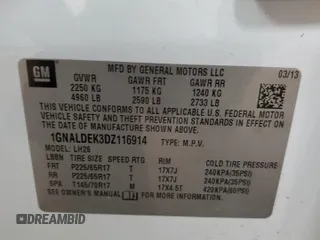 GM
MFD BY GENERAL MOTORS LLC
03/13
GVWR GAWR FRT GAWR RR
2250 KG 1175 KG 1240 KG
4960 LB 2590 LB 2733 LB
THIS VEHICLE CONFORMS TO ALL APPLICABLE U.S. FEDERAL MOTOR VEHICLE SAFETY AND THEFT PREVENTION STANDARDS IN EFFECT ON THE DATE OF MANUFACTURE SHOWN ABOVE.
1GNALDEK3DZ116914
TYPE: M.P.V.
MODEL: LH26
TIRE SIZE SPEED RTG RIM COLD TIRE PRESSURE
FRT P225/65R17 T 17X7J 240KPA(35PSI)
RR P225/65R17 T 17X7J 240KPA(35PSI)
SPA T145/70R17 M 17X4.5T 420KPA(60PSI)
SEE OWNER'S MANUAL FOR MORE INFORMATION.
© DRAMEBID